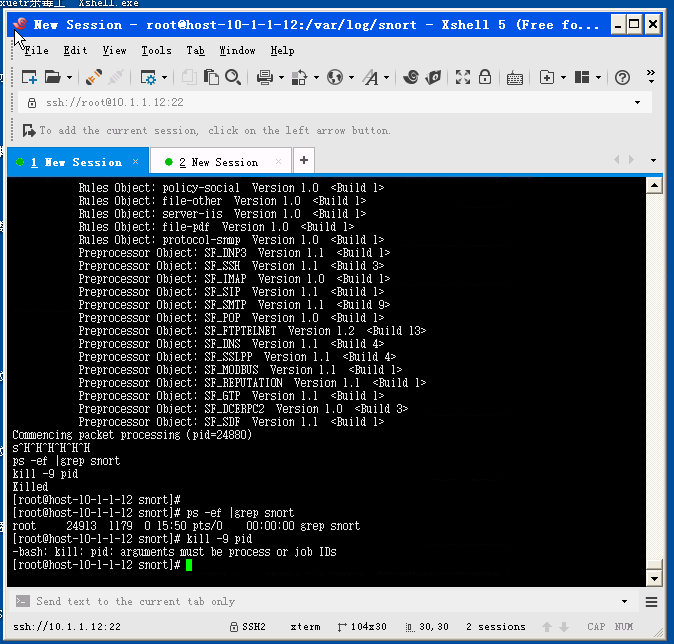 Xshell.exe
New Session - root@host-10-1-1-12:/var/log/snort - Xshell 5 (Free fo...
File Edit View Tools Tab Window Help
ssh://root@10.1.1.12:22
To add the current session, click on the left arrow button.
1 New Session × 2 New Session × +
Rules Object: policy-social Version 1.0 <Build 1>
Rules Object: file-other Version 1.0 <Build 1>
Rules Object: server-iis Version 1.0 <Build 1>
Rules Object: file-pdf Version 1.0 <Build 1>
Rules Object: protocol-snmp Version 1.0 <Build 1>
Preprocessor Object: SF_DNP3 Version 1.1 <Build 1>
Preprocessor Object: SF_SSH Version 1.1 <Build 3>
Preprocessor Object: SF_IMAP Version 1.0 <Build 1>
Preprocessor Object: SF_SIP Version 1.1 <Build 1>
Preprocessor Object: SF_SMTP Version 1.1 <Build 9>
Preprocessor Object: SF_POP Version 1.0 <Build 1>
Preprocessor Object: SF_FTPTELNET Version 1.2 <Build 13>
Preprocessor Object: SF_DNS Version 1.1 <Build 4>
Preprocessor Object: SF_SSLPP Version 1.1 <Build 4>
Preprocessor Object: SF_MODBUS Version 1.1 <Build 1>
Preprocessor Object: SF_REPUTATION Version 1.1 <Build 1>
Preprocessor Object: SF_GTP Version 1.1 <Build 1>
Preprocessor Object: SF_DCERPC2 Version 1.0 <Build 3>
Preprocessor Object: SF_SDF Version 1.1 <Build 1>
Commencing packet processing (pid=24880)
s^H^H^H^H^H^H
ps -ef |grep snort
kill -9 pid
Killed
[root@host-10-1-1-12 snort]#
[root@host-10-1-1-12 snort]# ps -ef |grep snort
root 24913 1179 0 15:50 pts/0 00:00:00 grep snort
[root@host-10-1-1-12 snort]# kill -9 pid
-bash: kill: pid: arguments must be process or job IDs
[root@host-10-1-1-12 snort]#
Send text to the current tab only
ssh://10.1.1.12:22 SSH2 xterm 104x30 30,30 2 sessions CAP NUM